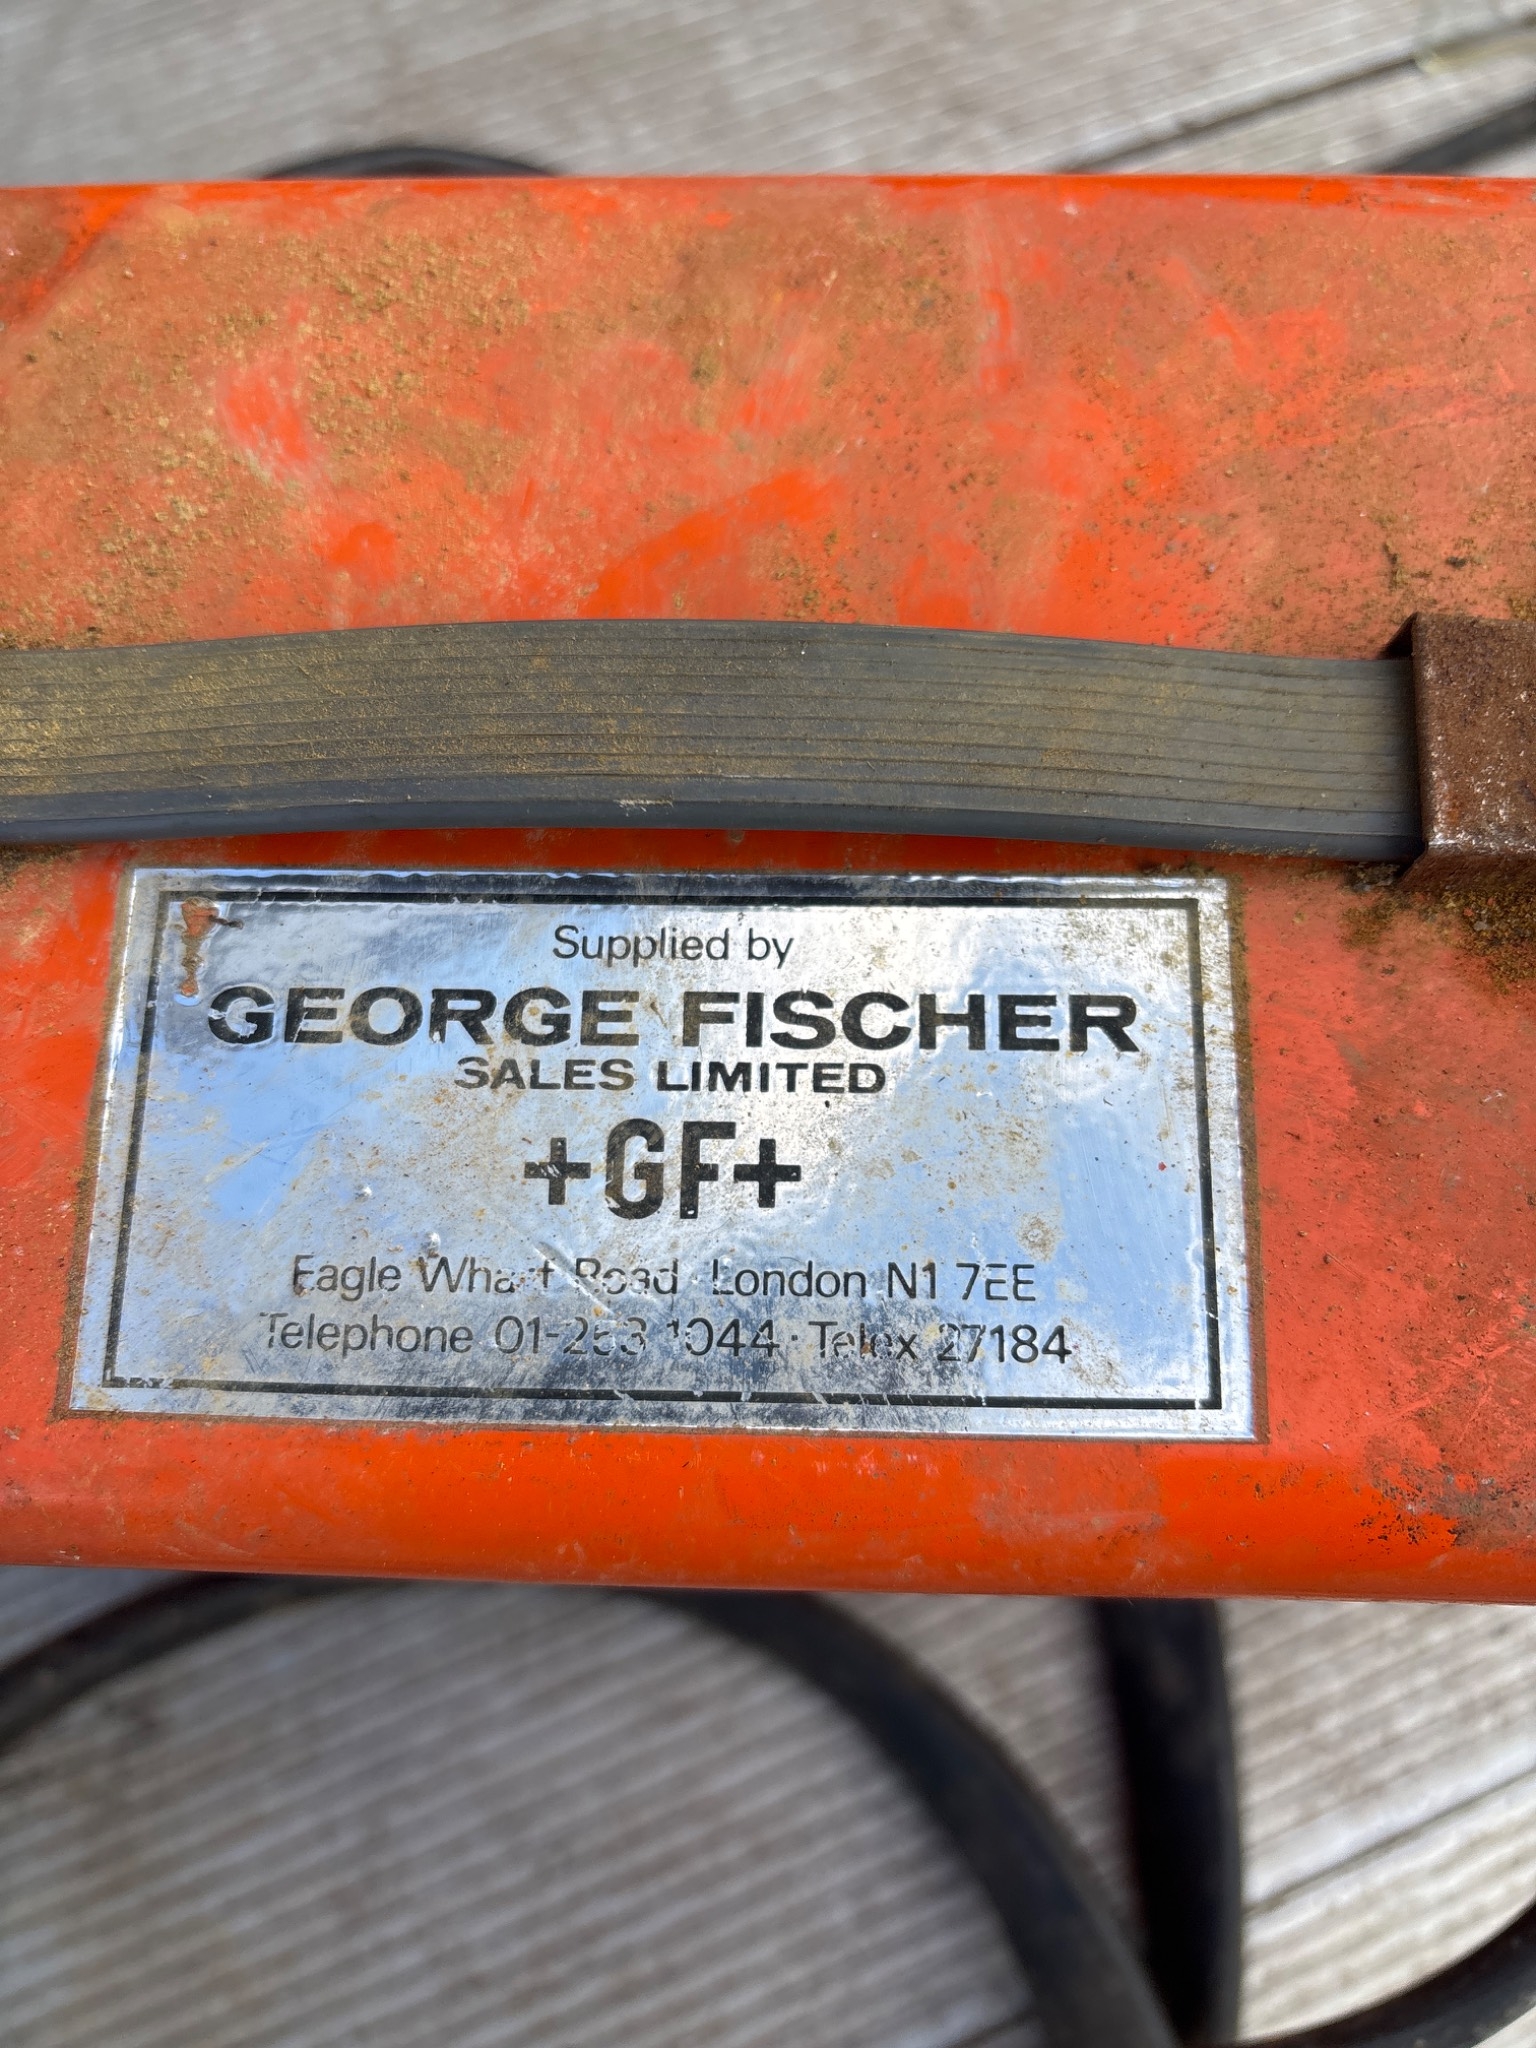 Supplied by
GEORGE FISCHER
SALES LIMITED
+GF+
Eagle Wharf Road · London N1 7EE
Telephone 01-253 1044 · Telex 27184